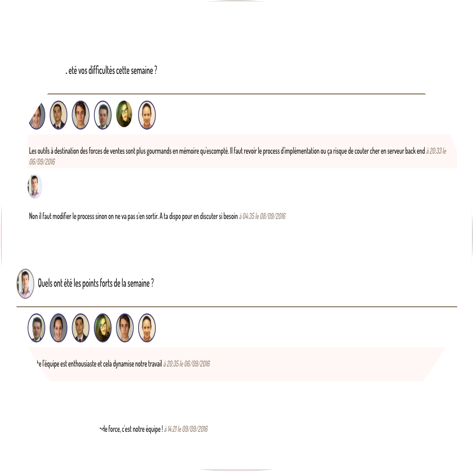 été vos difficultés cette semaine ?
Les outils à destination des forces de ventes sont plus gourmands en mémoire qu'escompté. Il faut revoir le process d'implémentation ou ça risque de couter cher en serveur back end à 20:33 le
06/09/2016
Non il faut modifier le process sinon on ne va pas s'en sortir. A ta dispo pour en discuter si besoin à 04:35 le 08/09/2016
Quels ont été les points forts de la semaine ?
l'équipe est enthousiaste et cela dynamise notre travail à 20:35 le 06/09/2016
force, c'est notre équipe ! à 14:21 le 09/09/2016